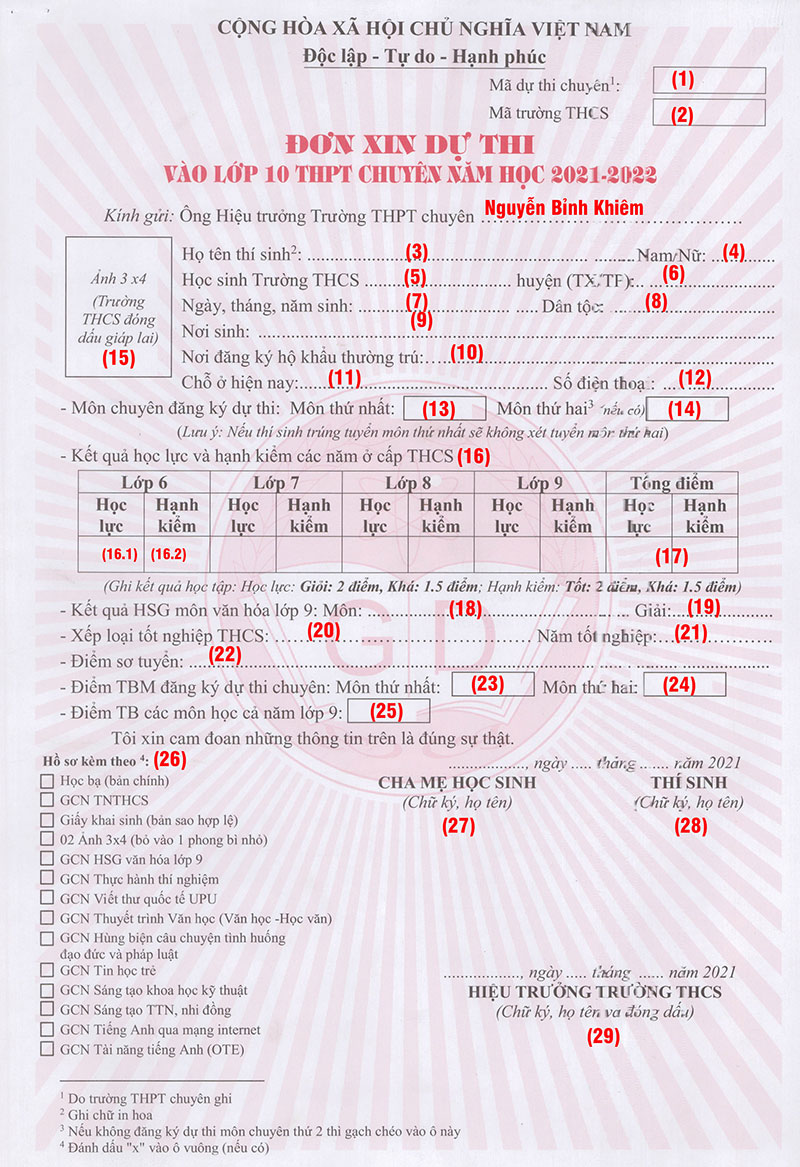 CỘNG HÒA XÃ HỘI CHỦ NGHĨA VIỆT NAM
Độc lập - Tự do - Hạnh phúc
Mã dự thi chuyên¹: (1)
Mã trường THCS (2)
ĐƠN XIN DỰ THI
VÀO LỚP 10 THPT CHUYÊN NĂM HỌC 2021-2022
Kính gửi: Ông Hiệu trưởng Trường THPT chuyên Nguyễn Bỉnh Khiêm
Họ tên thí sinh²: (3) Nam/Nữ: (4)
Học sinh Trường THCS (5) huyện (TX/TP): (6)
Ngày, tháng, năm sinh: (7) Dân tộc: (8)
Nơi sinh: (9)
Nơi đăng ký hộ khẩu thường trú: (10)
Chỗ ở hiện nay: (11) Số điện thoại: (12)
Ảnh 3 x4
(Trường
THCS đóng
dấu giáp lai)
(15)
- Môn chuyên đăng ký dự thi: Môn thứ nhất: (13) Môn thứ hai³ (nếu có) (14)
(Lưu ý: Nếu thí sinh trúng tuyển môn thứ nhất sẽ không xét tuyển môn thứ hai)
- Kết quả học lực và hạnh kiểm các năm ở cấp THCS (16)
Lớp 6 Lớp 7 Lớp 8 Lớp 9 Tổng điểm
Học Hạnh Học Hạnh Học Hạnh Học Hạnh Học Hạnh
lực kiểm lực kiểm lực kiểm lực kiểm lực kiểm
(16.1) (16.2) (17)
(Ghi kết quả học tập: Học lực: Giỏi: 2 điểm, Khá: 1.5 điểm; Hạnh kiểm: Tốt: 2 điểm, Khá: 1.5 điểm)
- Kết quả HSG môn văn hóa lớp 9: Môn: (18) Giải: (19)
- Xếp loại tốt nghiệp THCS: (20) Năm tốt nghiệp: (21)
- Điểm sơ tuyển: (22)
- Điểm TBM đăng ký dự thi chuyên: Môn thứ nhất: (23) Môn thứ hai: (24)
- Điểm TB các môn học cả năm lớp 9: (25)
Tôi xin cam đoan những thông tin trên là đúng sự thật.
Hồ sơ kèm theo ⁴: (26)
Học bạ (bản chính)
GCN TNTHCS
Giấy khai sinh (bản sao hợp lệ)
02 Ảnh 3x4 (bỏ vào 1 phong bì nhỏ)
GCN HSG văn hóa lớp 9
GCN Thực hành thí nghiệm
GCN Viết thư quốc tế UPU
GCN Thuyết trình Văn học (Văn học -Học văn)
GCN Hùng biện câu chuyện tình huống
đạo đức và pháp luật
GCN Tin học trẻ
GCN Sáng tạo khoa học kỹ thuật
GCN Sáng tạo TTN, nhi đồng
GCN Tiếng Anh qua mạng internet
GCN Tài năng tiếng Anh (OTE)
..................., ngày ..... tháng ....... năm 2021
CHA MẸ HỌC SINH THÍ SINH
(Chữ ký, họ tên) (Chữ ký, họ tên)
(27) (28)
..................., ngày ..... tháng ...... năm 2021
HIỆU TRƯỞNG TRƯỜNG THCS
(Chữ ký, họ tên và đóng dấu)
(29)
¹ Do trường THPT chuyên ghi
² Ghi chữ in hoa
³ Nếu không đăng ký dự thi môn chuyên thứ 2 thì gạch chéo vào ô này
⁴ Đánh dấu "x" vào ô vuông (nếu có)
GD